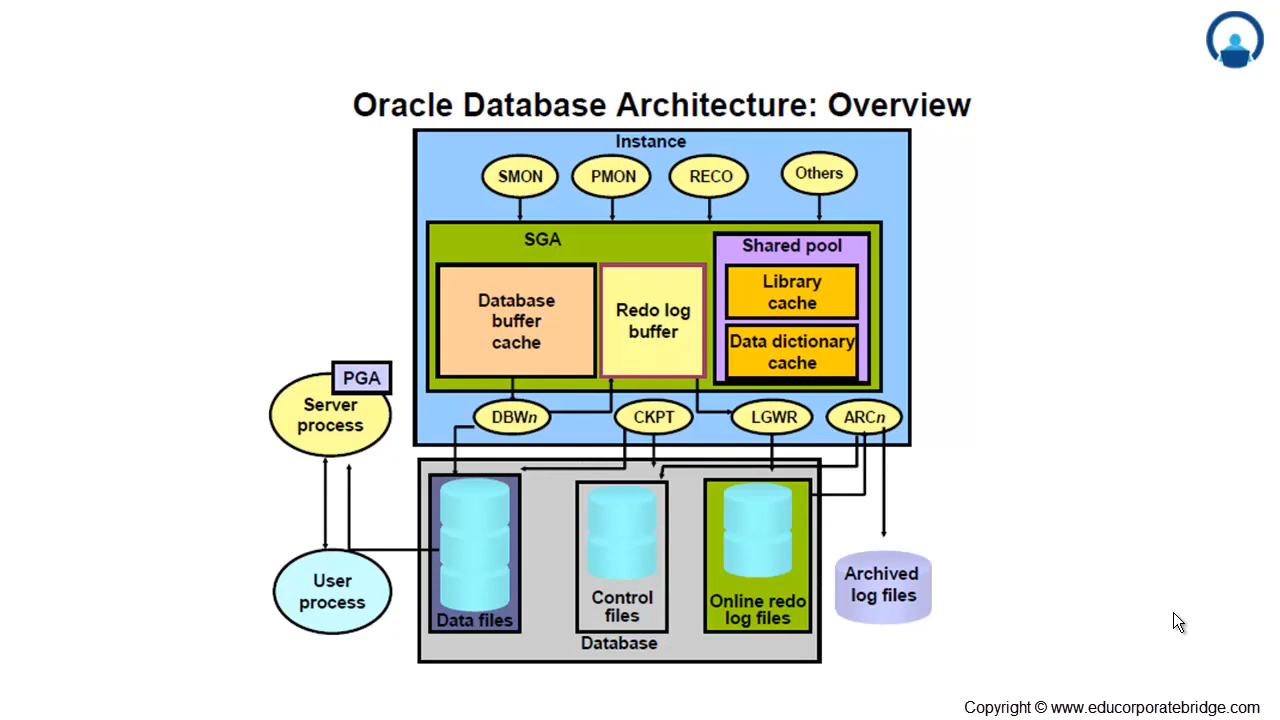 Oracle Database Architecture: Overview
Instance
SMON
PMON
RECO
Others
SGA
Shared pool
Database
buffer
cache
Redo log
buffer
Library
cache
Data dictionary
cache
PGA
Server
process
DBWn
CKPT
LGWR
ARCn
User
process
Data files
Control
files
Online redo
log files
Database
Archived
log files
Copyright © www.educorporatebridge.com